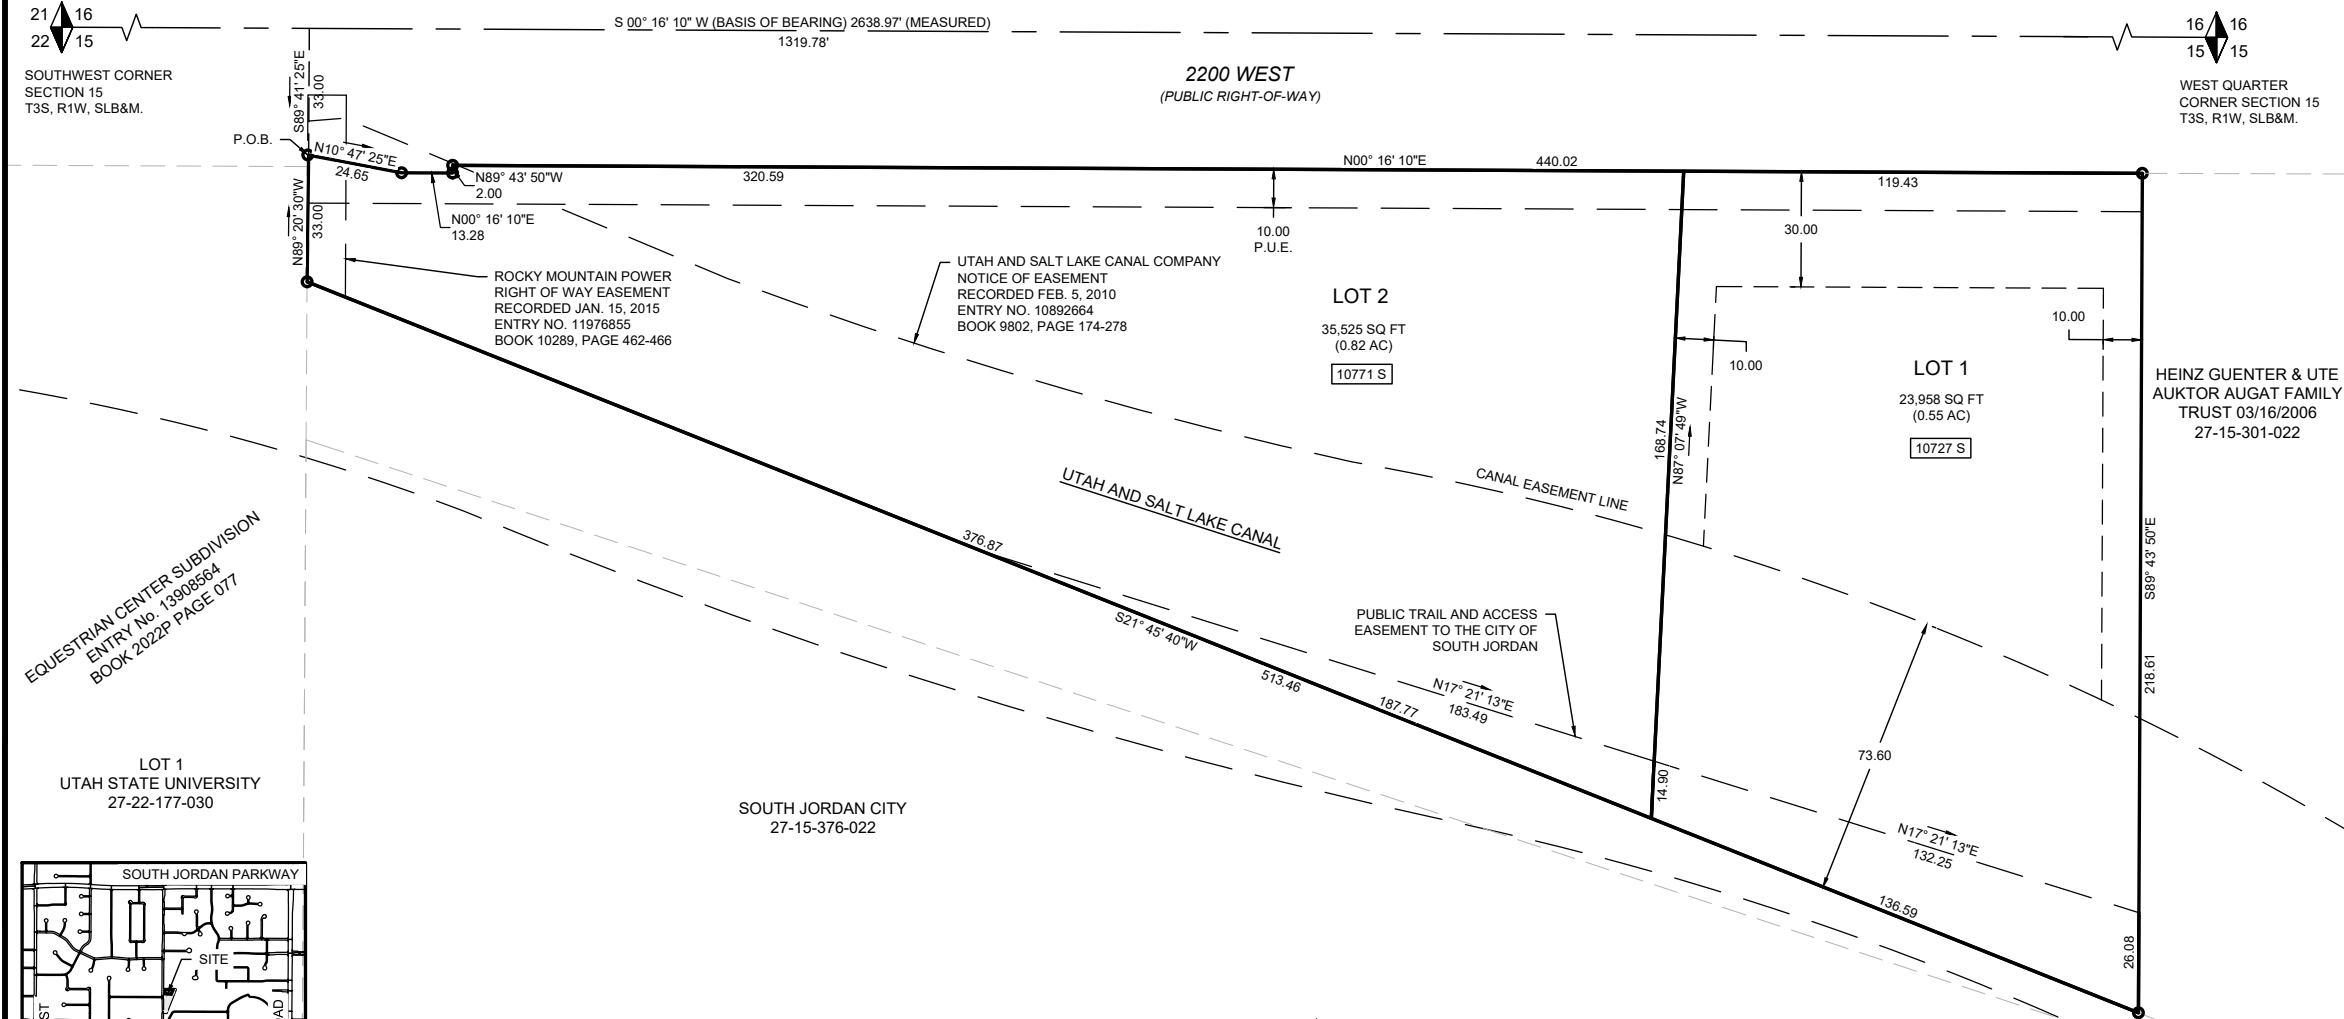 21 16
22 15
SOUTHWEST CORNER
SECTION 15
T3S, R1W, SLB&M.
S 00° 16' 10" W (BASIS OF BEARING) 2638.97' (MEASURED)
1319.78'
2200 WEST
(PUBLIC RIGHT-OF-WAY)
16 16
15 15
WEST QUARTER
CORNER SECTION 15
T3S, R1W, SLB&M.
S89° 41' 25"E
33.00
P.O.B.
N10° 47' 25"E
24.65
N89° 43' 50"W
2.00
N00° 16' 10"E
13.28
N89° 20' 30"W
33.00
320.59
N00° 16' 10"E
440.02
119.43
10.00
P.U.E.
30.00
ROCKY MOUNTAIN POWER
RIGHT OF WAY EASEMENT
RECORDED JAN. 15, 2015
ENTRY NO. 11976855
BOOK 10289, PAGE 462-466
UTAH AND SALT LAKE CANAL COMPANY
NOTICE OF EASEMENT
RECORDED FEB. 5, 2010
ENTRY NO. 10892664
BOOK 9802, PAGE 174-278
LOT 2
35,525 SQ FT
(0.82 AC)
10771 S
10.00
10.00
LOT 1
23,958 SQ FT
(0.55 AC)
10727 S
HEINZ GUENTER & UTE
AUKTOR AUGAT FAMILY
TRUST 03/16/2006
27-15-301-022
168.74
N87° 07' 49"W
CANAL EASEMENT LINE
UTAH AND SALT LAKE CANAL
376.87
S21° 45' 40"W
513.46
187.77
N17° 21' 13"E
183.49
PUBLIC TRAIL AND ACCESS
EASEMENT TO THE CITY OF
SOUTH JORDAN
S89° 43' 50"E
218.61
73.60
14.90
N17° 21' 13"E
132.25
136.59
26.08
EQUESTRIAN CENTER SUBDIVISION
ENTRY No. 13908564
BOOK 2022P PAGE 077
LOT 1
UTAH STATE UNIVERSITY
27-22-177-030
SOUTH JORDAN CITY
27-15-376-022
SOUTH JORDAN PARKWAY
SITE